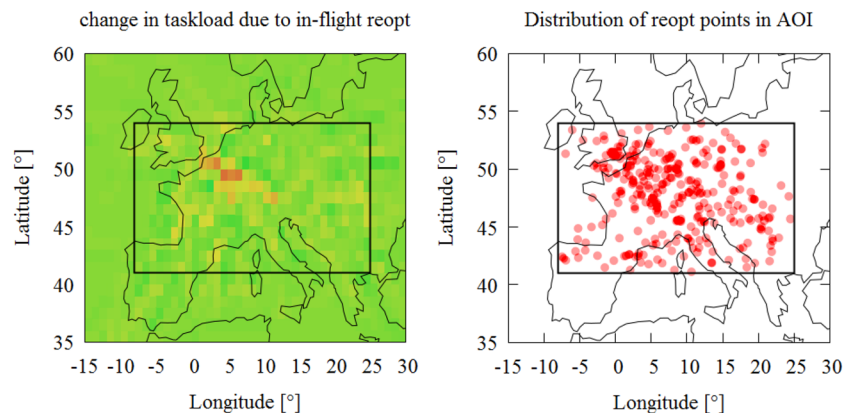 change in taskload due to in-flight reopt
60
55
50
45
40
35
Latitude [°]
-15 -10 -5 0 5 10 15 20 25 30
Longitude [°]
Distribution of reopt points in AOI
60
55
50
45
40
35
Latitude [°]
-15 -10 -5 0 5 10 15 20 25 30
Longitude [°]